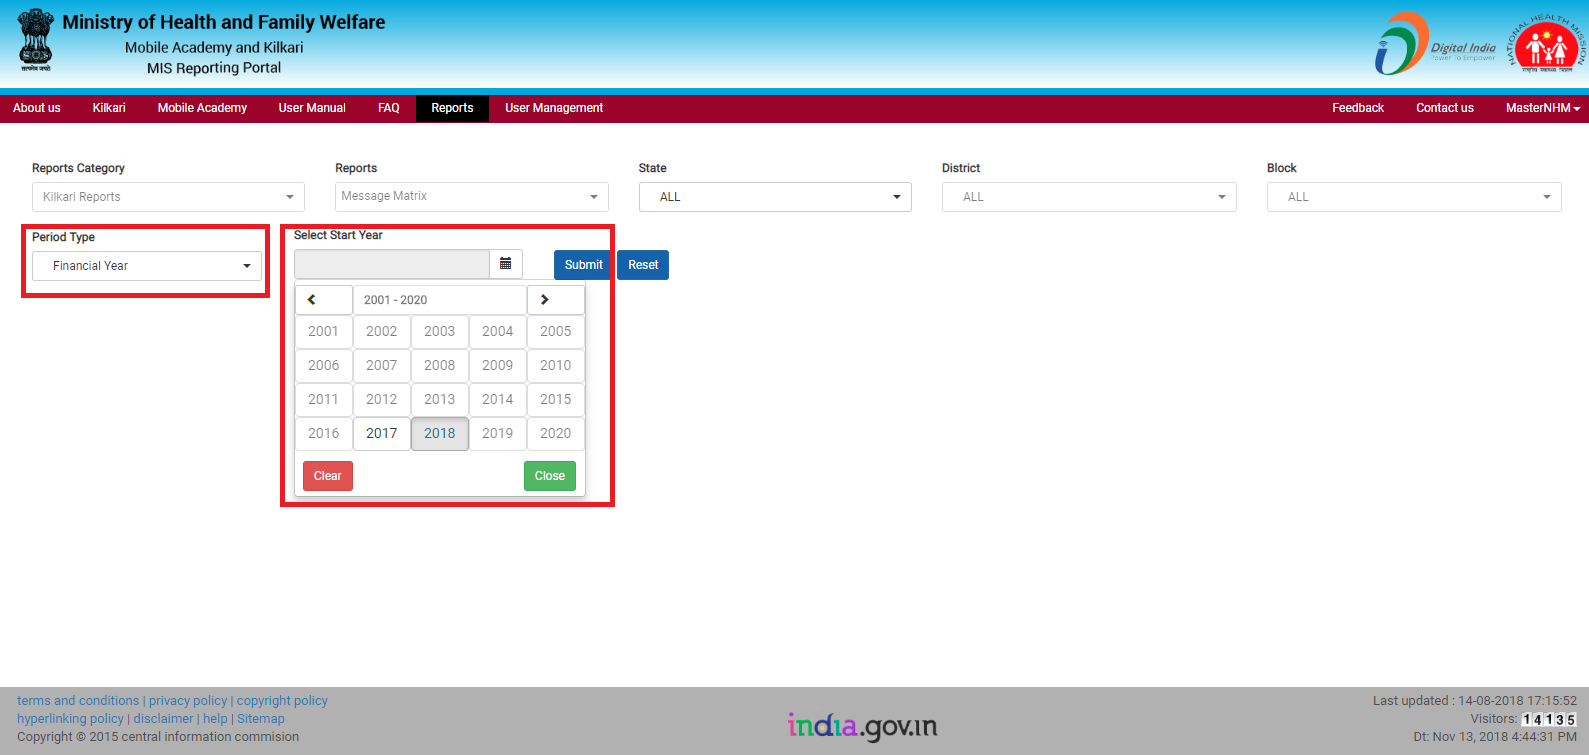 Ministry of Health and Family Welfare
Mobile Academy and Kilkari
MIS Reporting Portal
सत्यमेव जयते
Digital India
Power To Empower
NATIONAL HEALTH MISSION
राष्ट्रीय स्वास्थ्य मिशन
About us Kilkari Mobile Academy User Manual FAQ Reports User Management Feedback Contact us MasterNHM
Reports Category Reports State District Block
Kilkari Reports Message Matrix ALL ALL ALL
Period Type Select Start Year
Financial Year Submit Reset
2001 - 2020
2001 2002 2003 2004 2005
2006 2007 2008 2009 2010
2011 2012 2013 2014 2015
2016 2017 2018 2019 2020
Clear Close
terms and conditions | privacy policy | copyright policy
hyperlinking policy | disclaimer | help | Sitemap
Copyright © 2015 central information commision
india.gov.in
Last updated : 14-08-2018 17:15:52
Visitors: 14135
Dt: Nov 13, 2018 4:44:31 PM